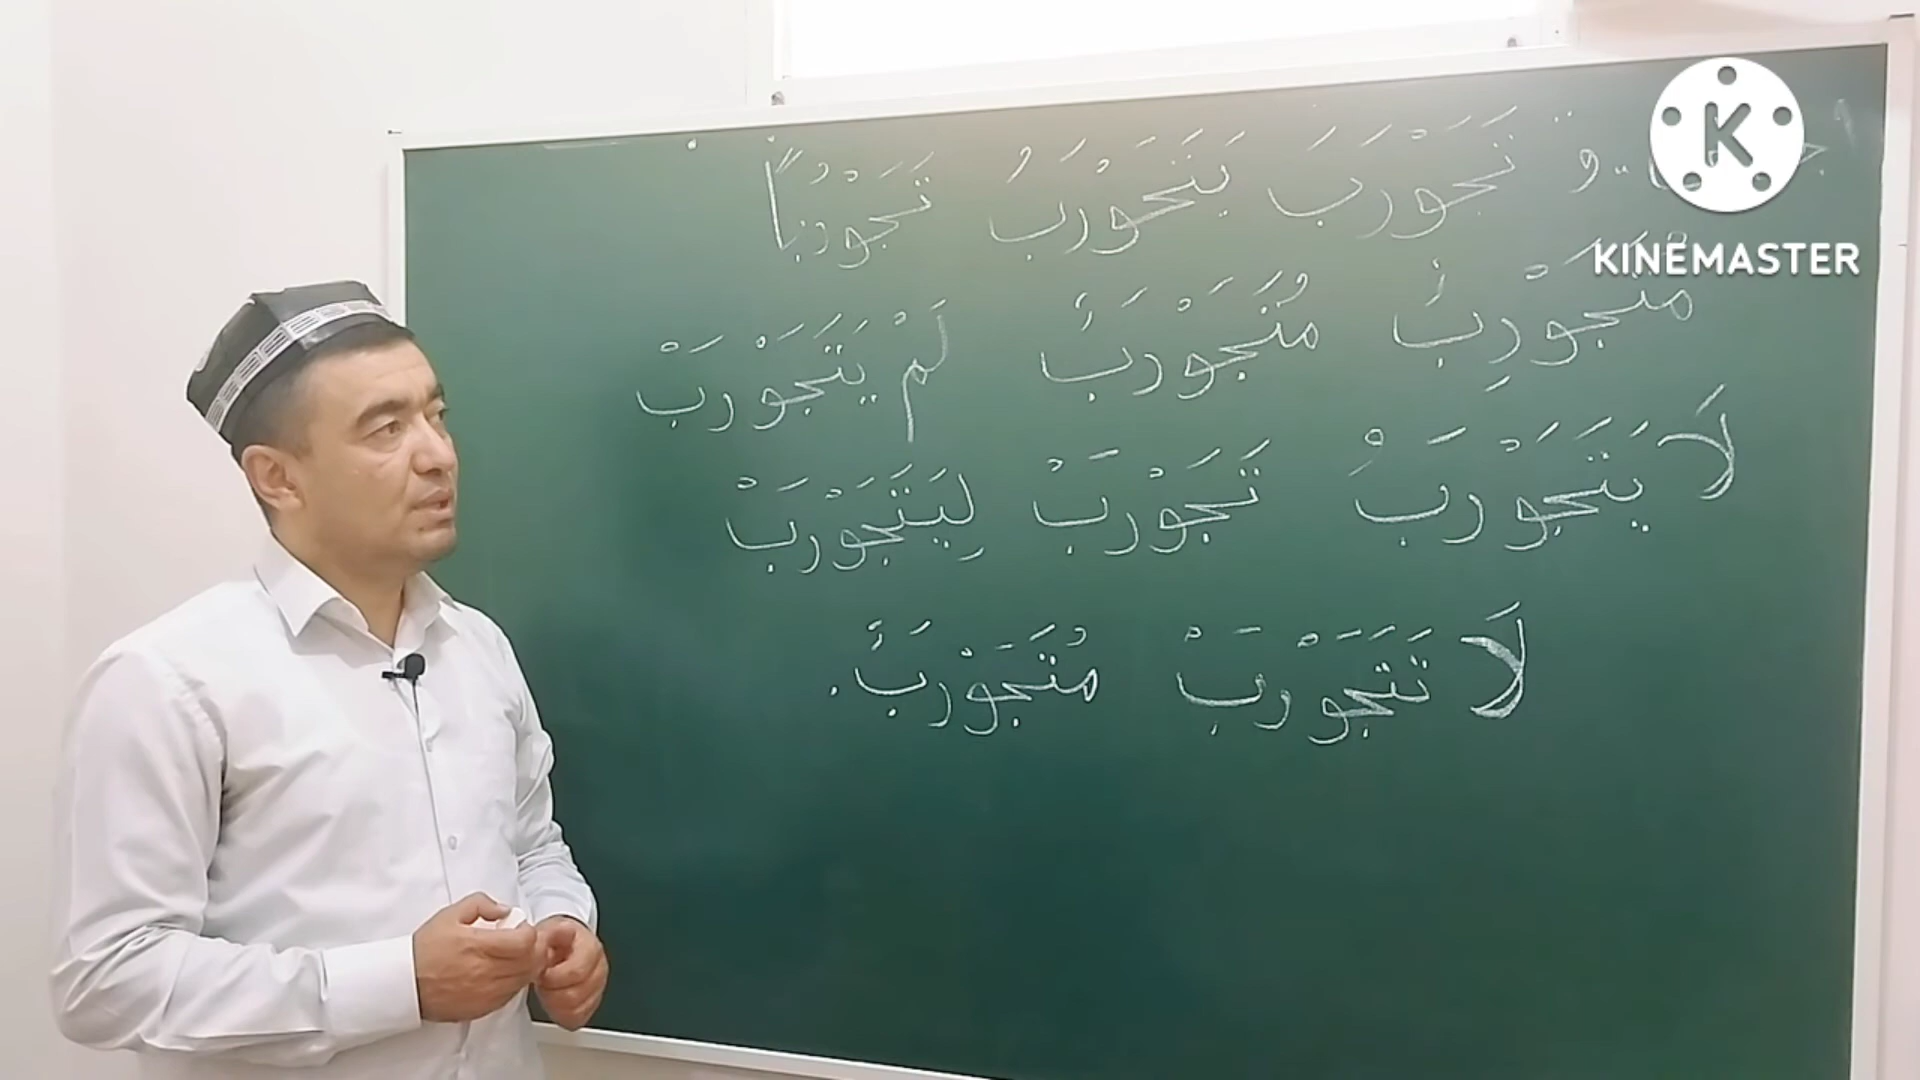 تَجَوْرَبَ يَتَجَوْرَبُ تَجَوْرُبًا
مُتَجَوْرِبٌ مُتَجَوْرَبٌ لَمْ يَتَجَوْرَبْ
لَا يَتَجَوْرَبُ تَجَوْرَبْ لِيَتَجَوْرَبْ
لَا تَتَجَوْرَبْ مُتَجَوْرَبٌ.
K
KINEMASTER